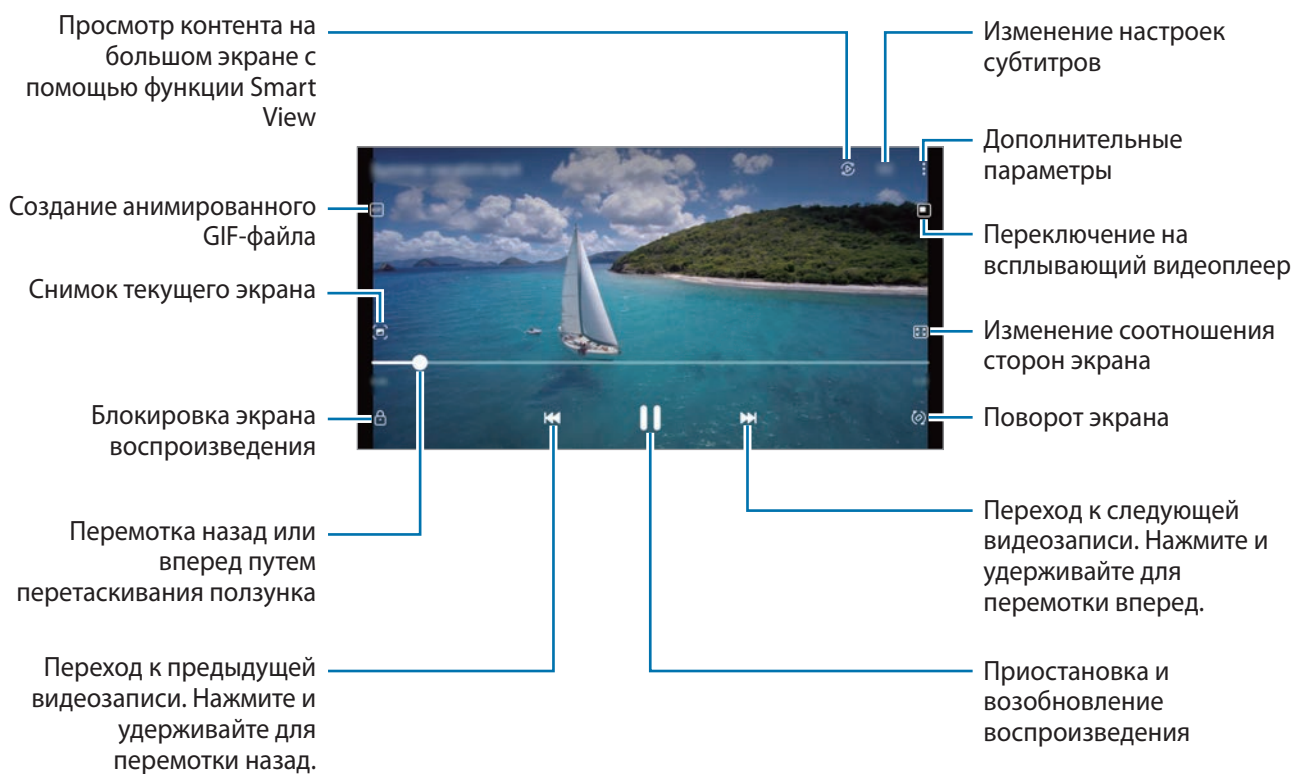 Просмотр контента на
большом экране с
помощью функции Smart
View
Создание анимированного
GIF-файла
Снимок текущего экрана
Блокировка экрана
воспроизведения
Перемотка назад или
вперед путем
перетаскивания ползунка
Переход к предыдущей
видеозаписи. Нажмите и
удерживайте для
перемотки назад.
Изменение настроек
субтитров
Дополнительные
параметры
Переключение на
всплывающий видеоплеер
Изменение соотношения
сторон экрана
Поворот экрана
Переход к следующей
видеозаписи. Нажмите и
удерживайте для
перемотки вперед.
Приостановка и
возобновление
воспроизведения